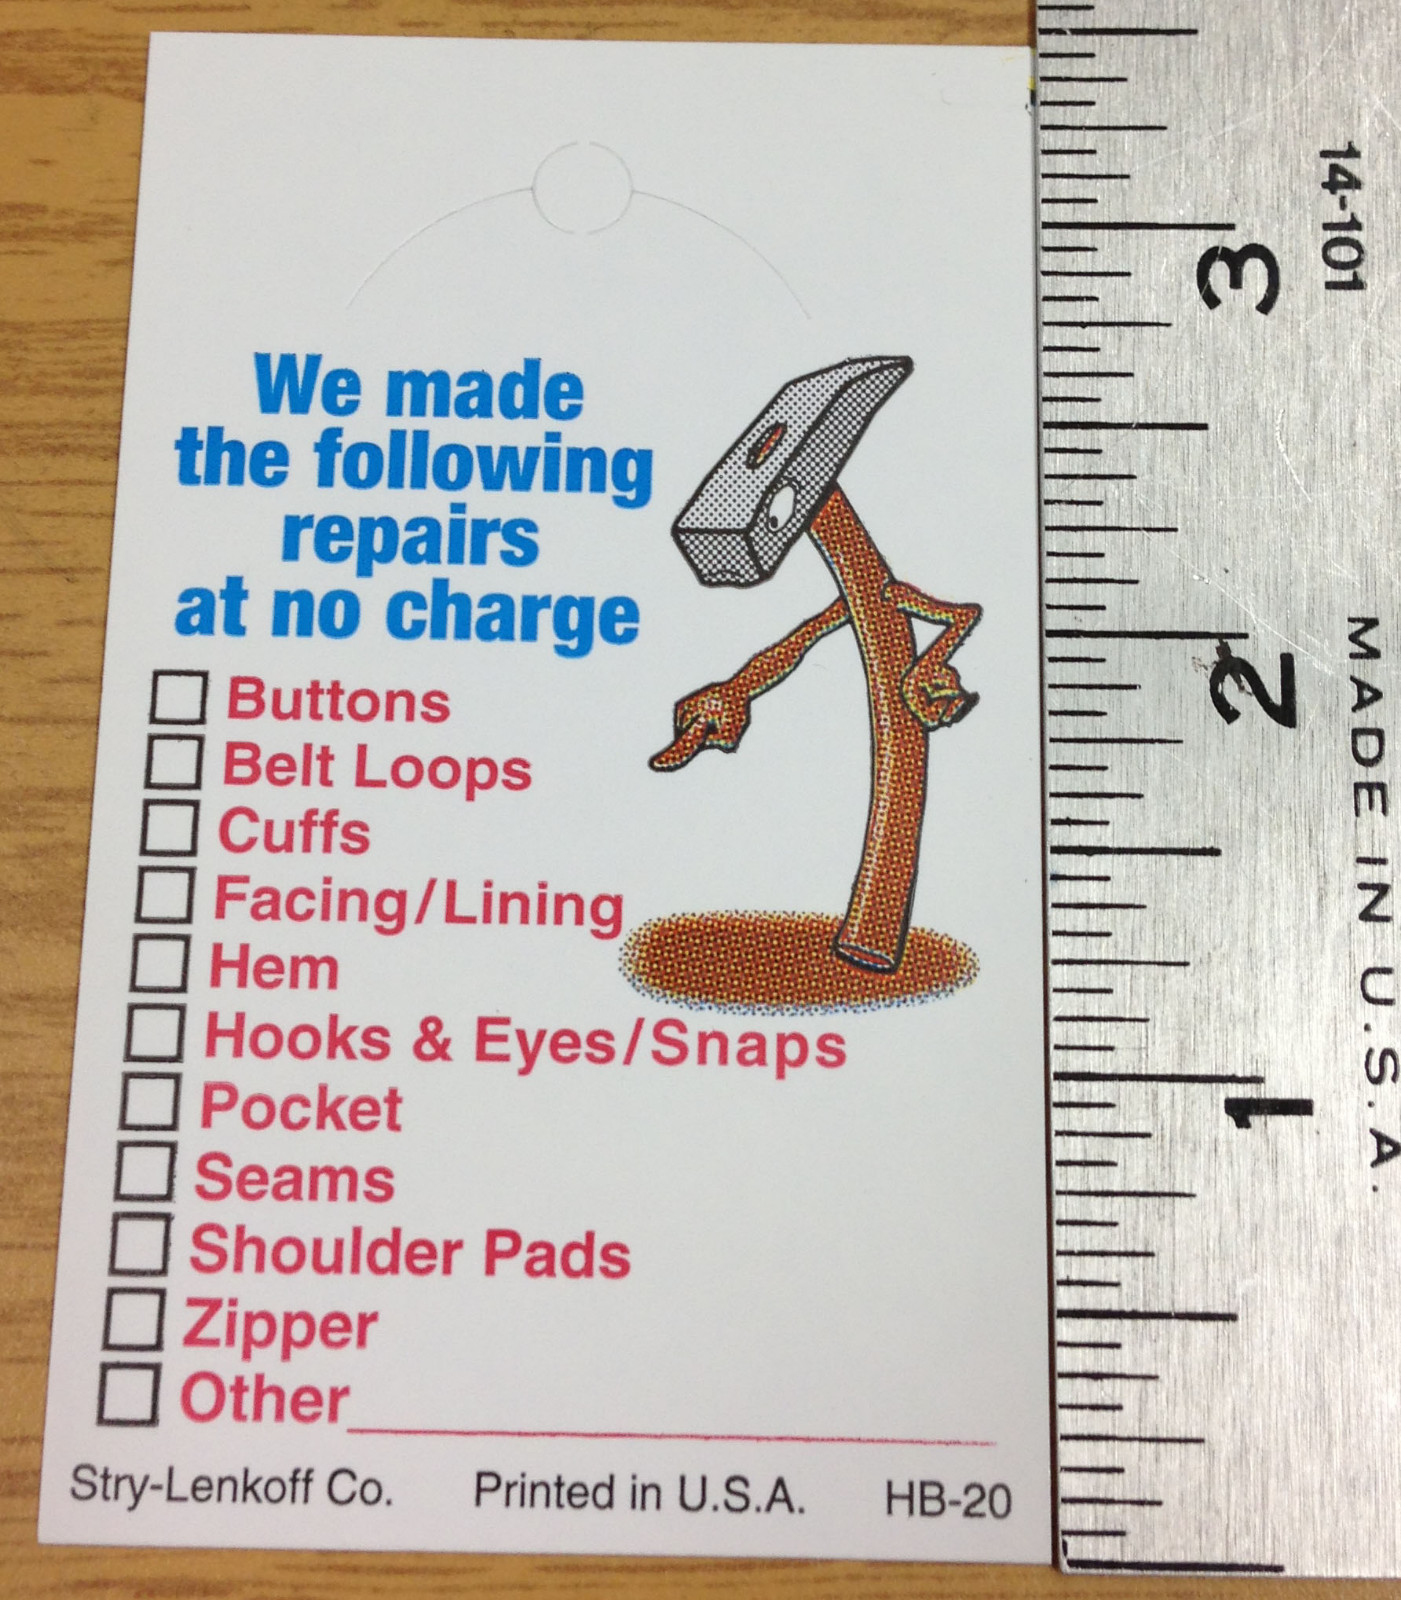 We made
the following
repairs
at no charge
Buttons
Belt Loops
Cuffs
Facing/Lining
Hem
Hooks & Eyes/Snaps
Pocket
Seams
Shoulder Pads
Zipper
Other
Stry-Lenkoff Co. Printed in U.S.A. HB-20
14-101
MADE IN U.S.A.
3
2
1